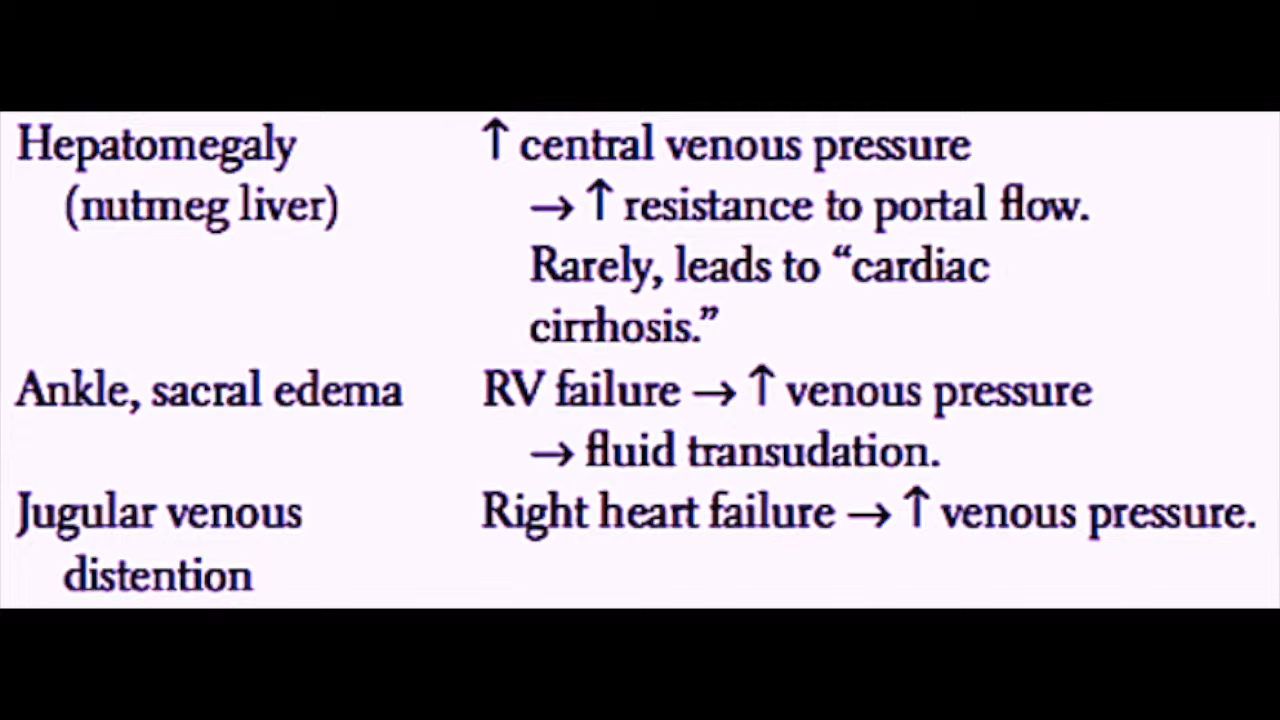 Hepatomegaly ↑ central venous pressure
(nutmeg liver) → ↑ resistance to portal flow.
Rarely, leads to “cardiac
cirrhosis.”
Ankle, sacral edema RV failure → ↑ venous pressure
→ fluid transudation.
Jugular venous Right heart failure → ↑ venous pressure.
distention